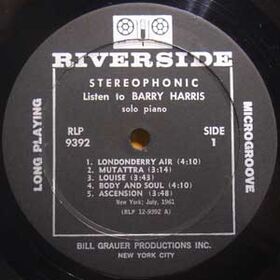 RIVERSIDE
STEREOPHONIC
Listen to BARRY HARRIS
solo piano
RLP
9392
SIDE
1
LONG PLAYING
MICROGROOVE
1. LONDONDERRY AIR (4:10)
2. MUTATTRA (3:14)
3. LOUISE (3:43)
4. BODY AND SOUL (4:10)
5. ASCENSION (3:48)
New York; July, 1961
(RLP 12-9392 A)
BILL GRAUER PRODUCTIONS INC.
NEW YORK CITY